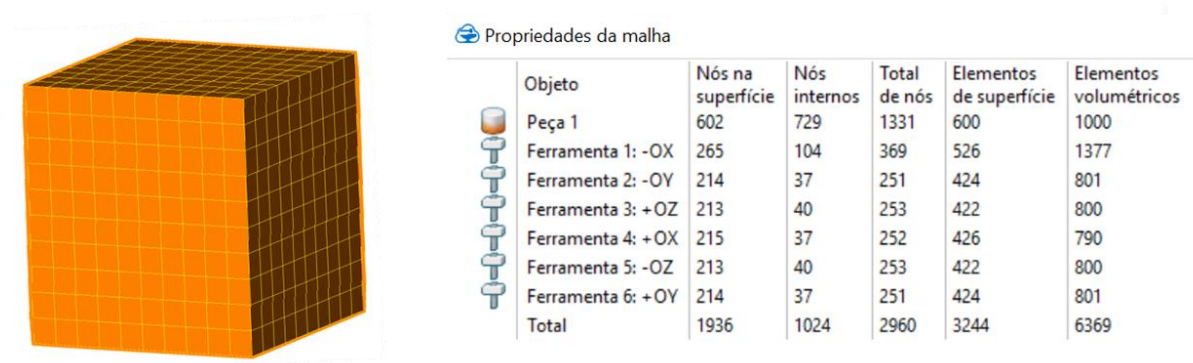 Propriedades da malha
Objeto Nós na superfície Nós internos Total de nós Elementos de superfície Elementos volumétricos
Peça 1 602 729 1331 600 1000
Ferramenta 1: -OX 265 104 369 526 1377
Ferramenta 2: -OY 214 37 251 424 801
Ferramenta 3: +OZ 213 40 253 422 800
Ferramenta 4: +OX 215 37 252 426 790
Ferramenta 5: -OZ 213 40 253 422 800
Ferramenta 6: +OY 214 37 251 424 801
Total 1936 1024 2960 3244 6369